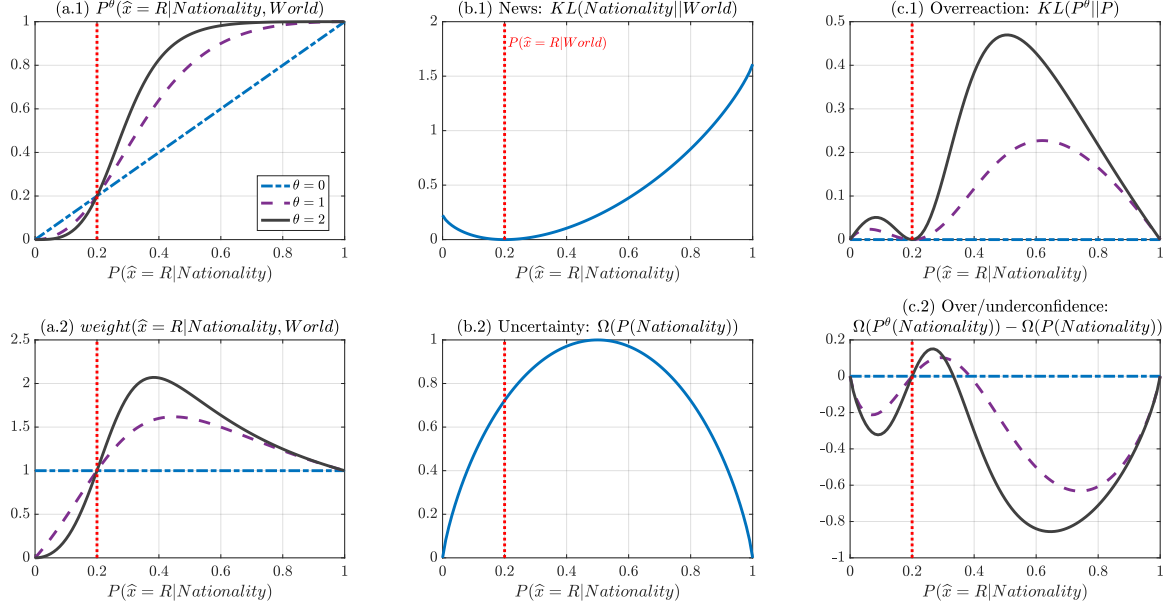 (a.1) P^θ(x̂ = R|Nationality, World)
1
0.8
0.6
0.4
0.2
0
0 0.2 0.4 0.6 0.8 1
P(x̂ = R|Nationality)
θ = 0
θ = 1
θ = 2
(b.1) News: KL(Nationality||World)
2
1.5
1
0.5
0
0 0.2 0.4 0.6 0.8 1
P(x̂ = R|World)
P(x̂ = R|Nationality)
(c.1) Overreaction: KL(P^θ||P)
0.5
0.4
0.3
0.2
0.1
0
0 0.2 0.4 0.6 0.8 1
P(x̂ = R|Nationality)
(a.2) weight(x̂ = R|Nationality, World)
2.5
2
1.5
1
0.5
0
0 0.2 0.4 0.6 0.8 1
P(x̂ = R|Nationality)
(b.2) Uncertainty: Ω(P(Nationality))
1
0.8
0.6
0.4
0.2
0
0 0.2 0.4 0.6 0.8 1
P(x̂ = R|Nationality)
(c.2) Over/underconfidence:
Ω(P^θ(Nationality)) − Ω(P(Nationality))
0.2
0
-0.2
-0.4
-0.6
-0.8
-1
0 0.2 0.4 0.6 0.8 1
P(x̂ = R|Nationality)